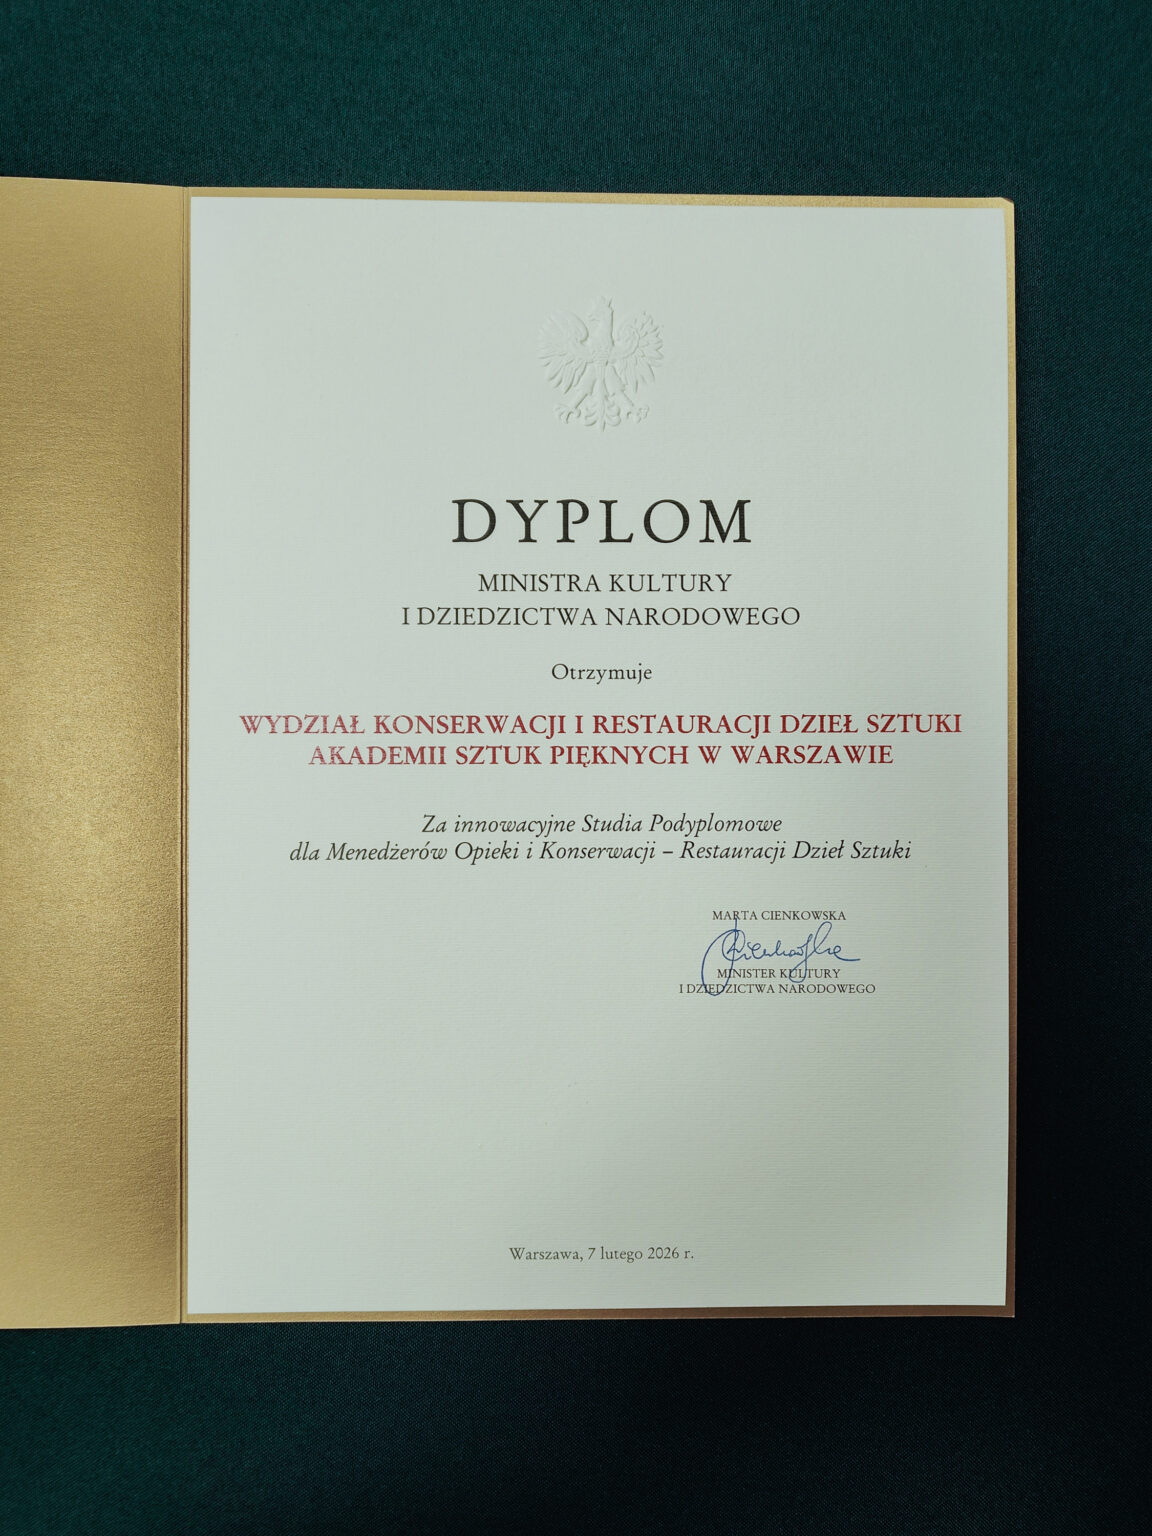 DYPLOM
MINISTRA KULTURY
I DZIEDZICTWA NARODOWEGO
Otrzymuje
WYDZIAŁ KONSERWACJI I RESTAURACJI DZIEŁ SZTUKI
AKADEMII SZTUK PIĘKNYCH W WARSZAWIE
Za innowacyjne Studia Podyplomowe
dla Menedżerów Opieki i Konserwacji – Restauracji Dzieł Sztuki
MARTA CIENKOWSKA
Cienkowska
MINISTER KULTURY
I DZIEDZICTWA NARODOWEGO
Warszawa, 7 lutego 2026 r.